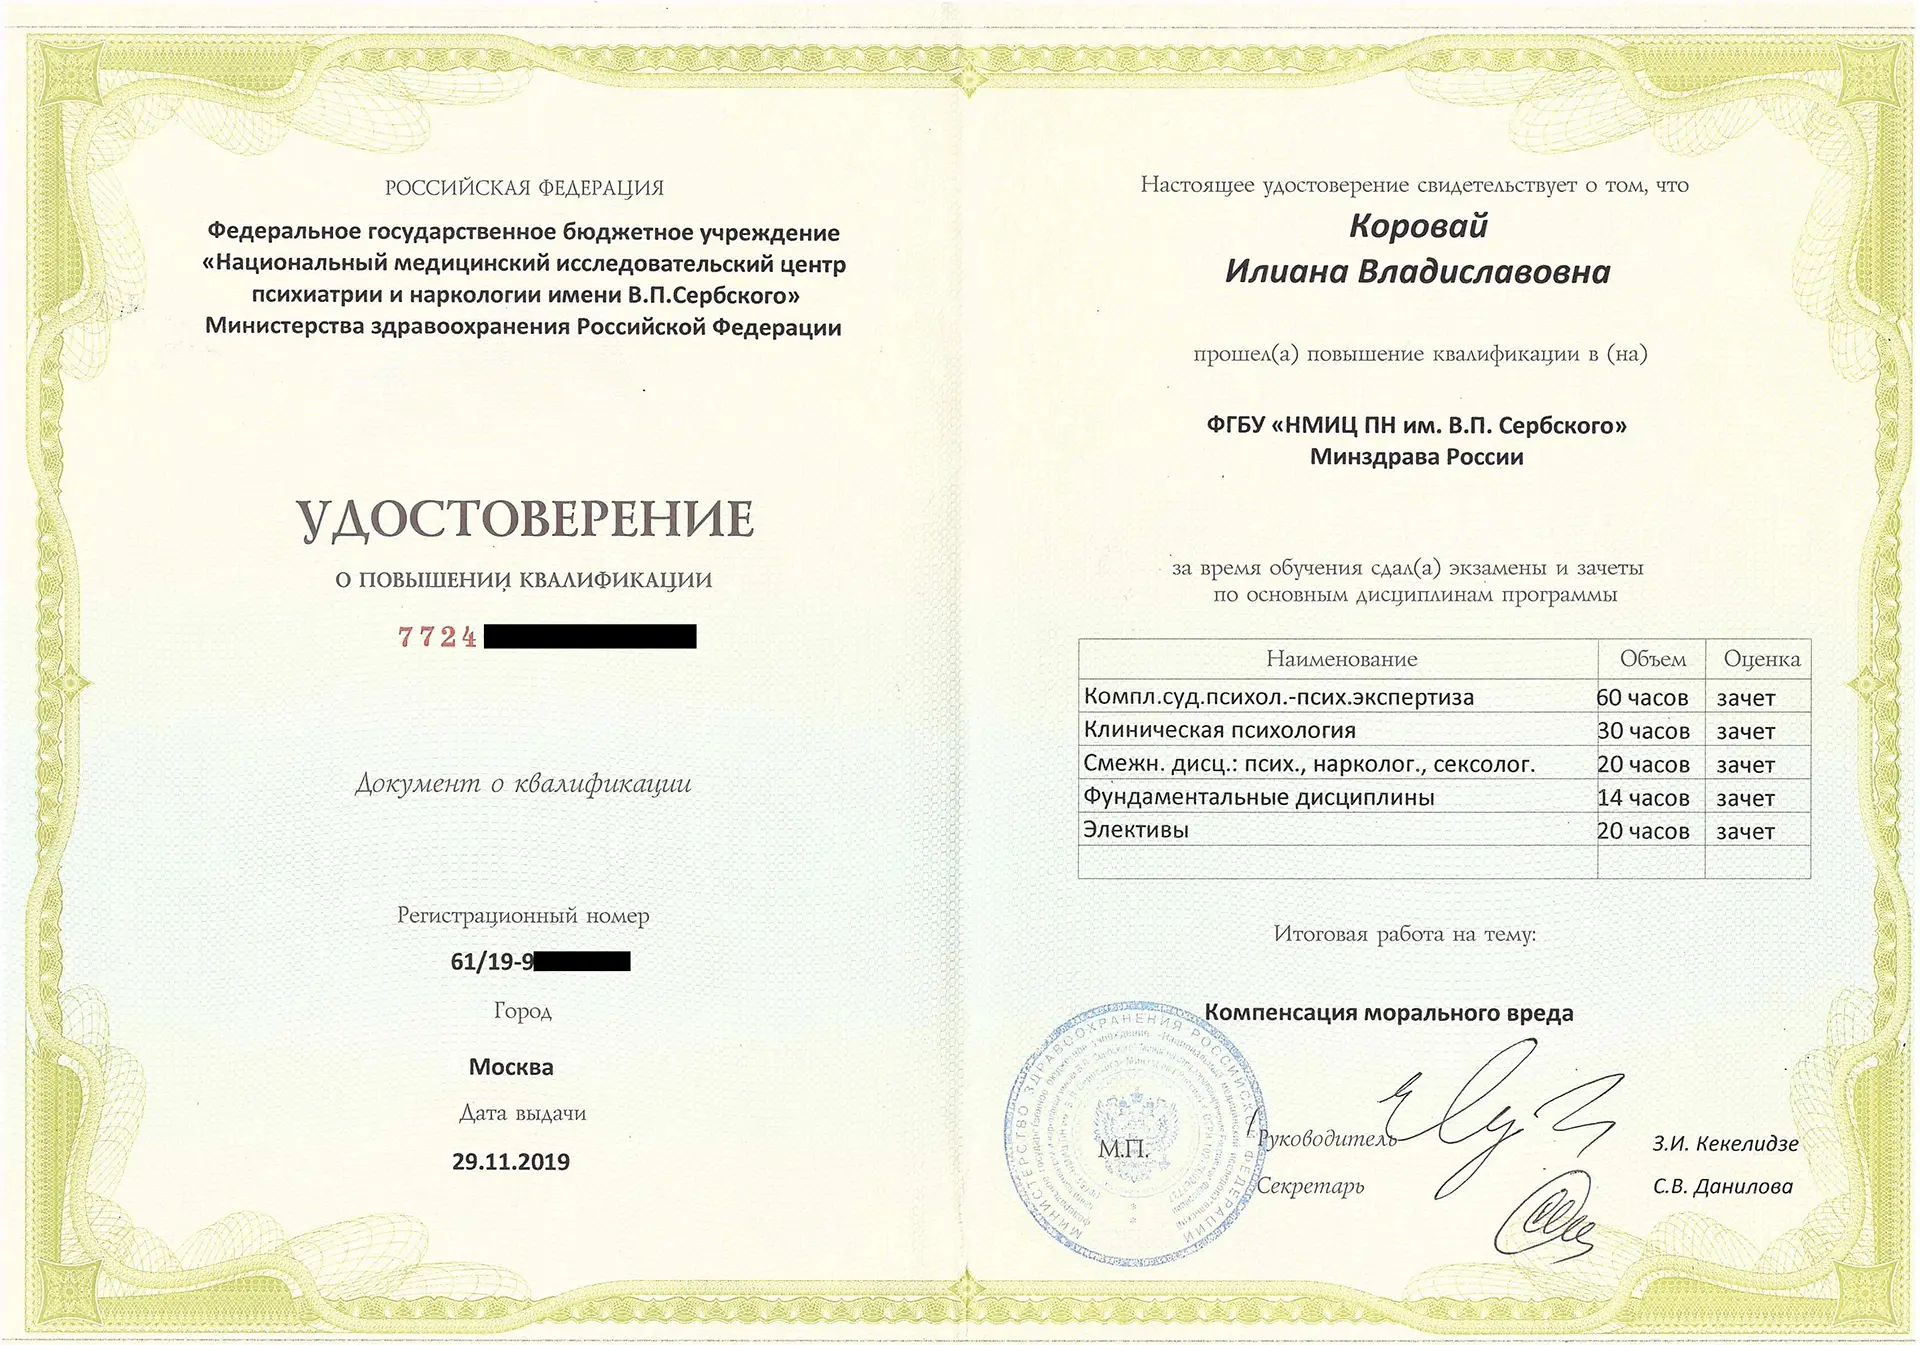 РОССИЙСКАЯ ФЕДЕРАЦИЯ
Федеральное государственное бюджетное учреждение
«Национальный медицинский исследовательский центр
психиатрии и наркологии имени В.П.Сербского»
Министерства здравоохранения Российской Федерации
УДОСТОВЕРЕНИЕ
О ПОВЫШЕНИИ КВАЛИФИКАЦИИ
7724
Документ о квалификации
Регистрационный номер
61/19-9
Город
Москва
Дата выдачи
29.11.2019
Настоящее удостоверение свидетельствует о том, что
Коровай
Илиана Владиславовна
прошел(а) повышение квалификации в (на)
ФГБУ «НМИЦ ПН им. В.П. Сербского»
Минздрава России
за время обучения сдал(а) экзамены и зачеты
по основным дисциплинам программы
Наименование Объем Оценка
Компл.суд.психол.-псих.экспертиза 60 часов зачет
Клиническая психология 30 часов зачет
Смежн. дисц.: псих., нарколог., сексолог. 20 часов зачет
Фундаментальные дисциплины 14 часов зачет
Элективы 20 часов зачет
Итоговая работа на тему:
Компенсация морального вреда
МИНИСТЕРСТВО ЗДРАВООХРАНЕНИЯ РОССИЙСКОЙ ФЕДЕРАЦИИ
М.П.
Руководитель З.И. Кекелидзе
Секретарь С.В. Данилова